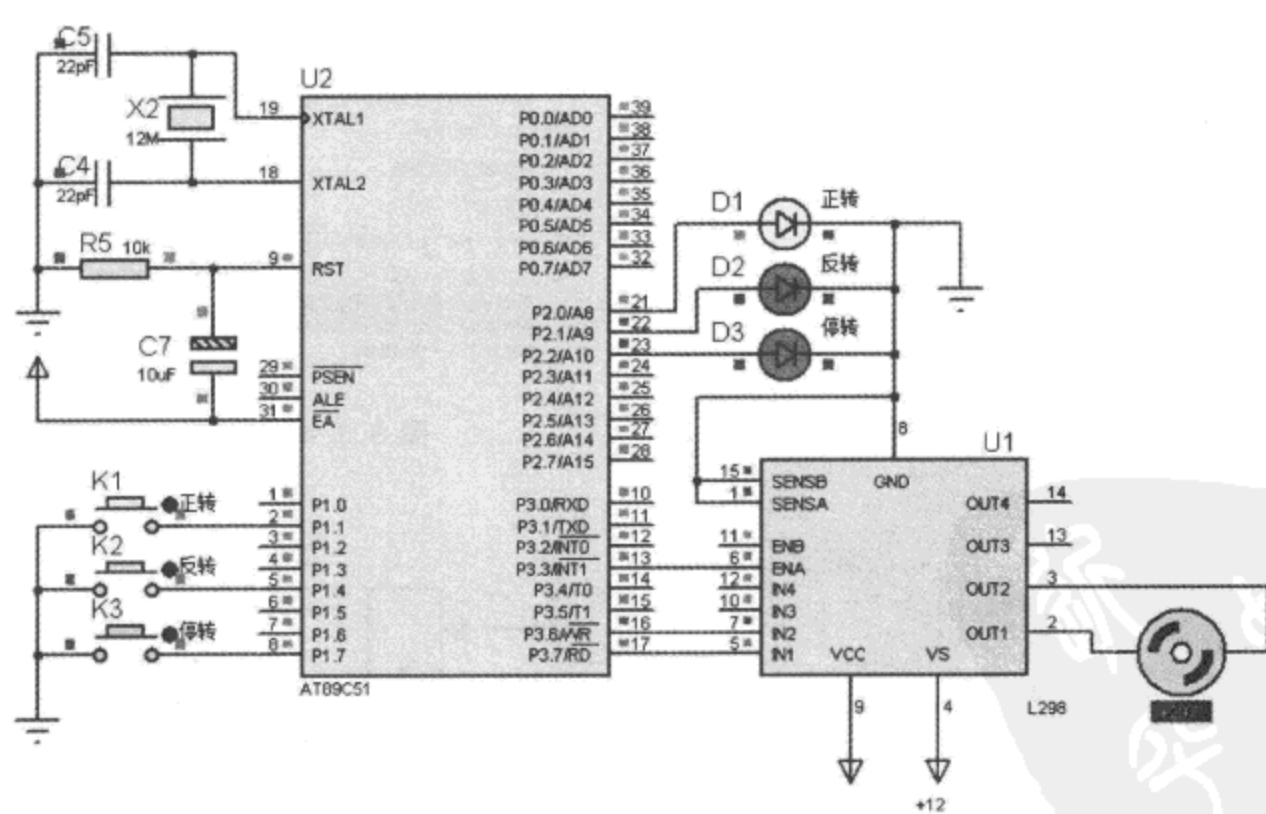 C5
22pF
X2
12M
C4
22pF
R5 10k
C7
10uF
K1
正转
K2
反转
K3
停转
U2
19 XTAL1
18 XTAL2
9 RST
29 PSEN
30 ALE
31 EA
1 P1.0
2 P1.1
3 P1.2
4 P1.3
5 P1.4
6 P1.5
7 P1.6
8 P1.7
P0.0/AD0 39
P0.1/AD1 38
P0.2/AD2 37
P0.3/AD3 36
P0.4/AD4 35
P0.5/AD5 34
P0.6/AD6 33
P0.7/AD7 32
P2.0/A8 21
P2.1/A9 22
P2.2/A10 23
P2.3/A11 24
P2.4/A12 25
P2.5/A13 26
P2.6/A14 27
P2.7/A15 28
P3.0/RXD 10
P3.1/TXD 11
P3.2/INT0 12
P3.3/INT1 13
P3.4/T0 14
P3.5/T1 15
P3.6/WR 16
P3.7/RD 17
AT89C51
D1 正转
D2 反转
D3 停转
U1
8
GND
15 SENSB
1 SENSA
11 ENB
6 ENA
12 IN4
10 IN3
7 IN2
5 IN1
OUT4 14
OUT3 13
OUT2 3
OUT1 2
VCC VS
9 4
L298
+12